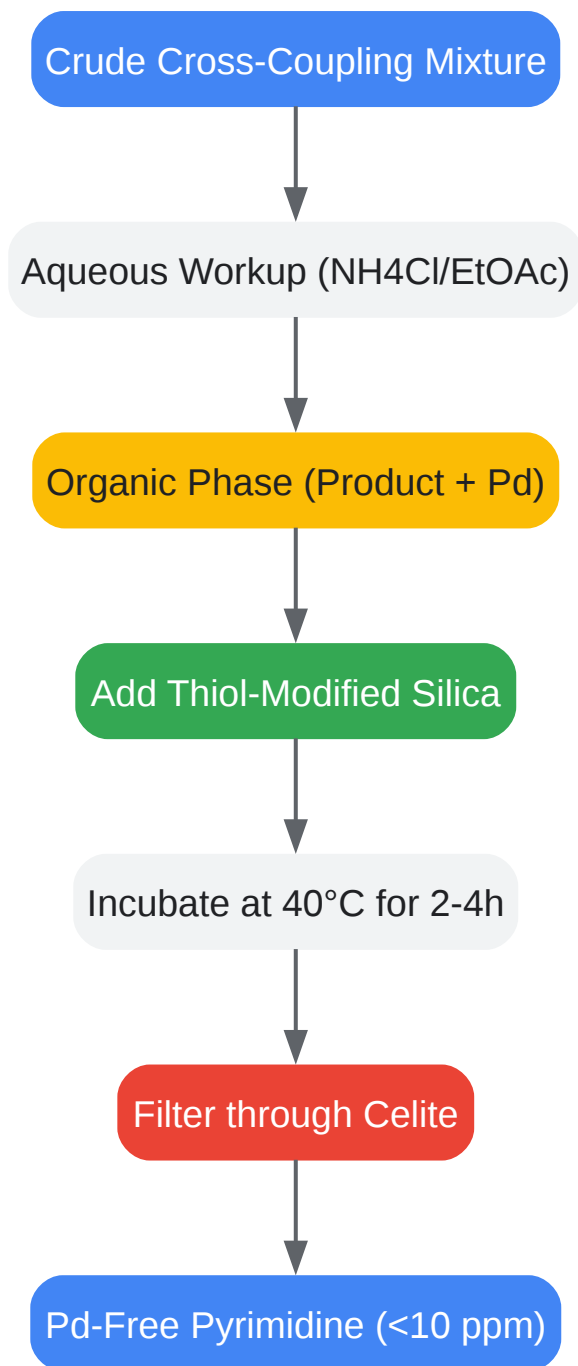 Crude Cross-Coupling Mixture
Aqueous Workup (NH4Cl/EtOAc)
Organic Phase (Product + Pd)
Add Thiol-Modified Silica
Incubate at 40°C for 2-4h
Filter through Celite
Pd-Free Pyrimidine (<10 ppm)